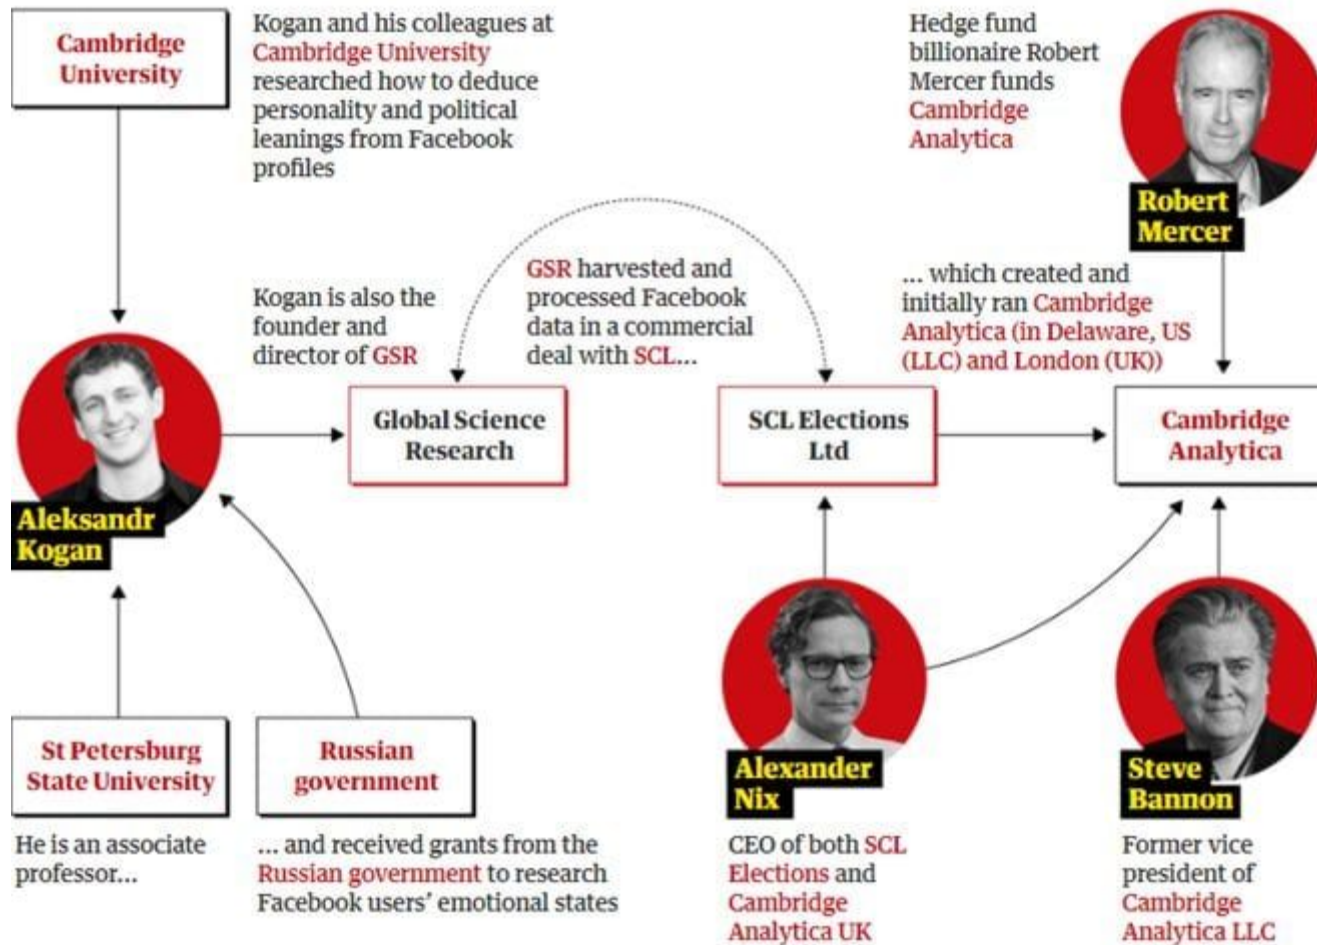 Cambridge
University
Kogan and his colleagues at
Cambridge University
researched how to deduce
personality and political
leanings from Facebook
profiles
Hedge fund
billionaire Robert
Mercer funds
Cambridge
Analytica
Robert
Mercer
Kogan is also the
founder and
director of GSR
GSR harvested and
processed Facebook
data in a commercial
deal with SCL...
... which created and
initially ran Cambridge
Analytica (in Delaware, US
(LLC) and London (UK))
Aleksandr
Kogan
Global Science
Research
SCL Elections
Ltd
Cambridge
Analytica
St Petersburg
State University
He is an associate
professor...
Russian
government
... and received grants from the
Russian government to research
Facebook users’ emotional states
Alexander
Nix
CEO of both SCL
Elections and
Cambridge
Analytica UK
Steve
Bannon
Former vice
president of
Cambridge
Analytica LLC